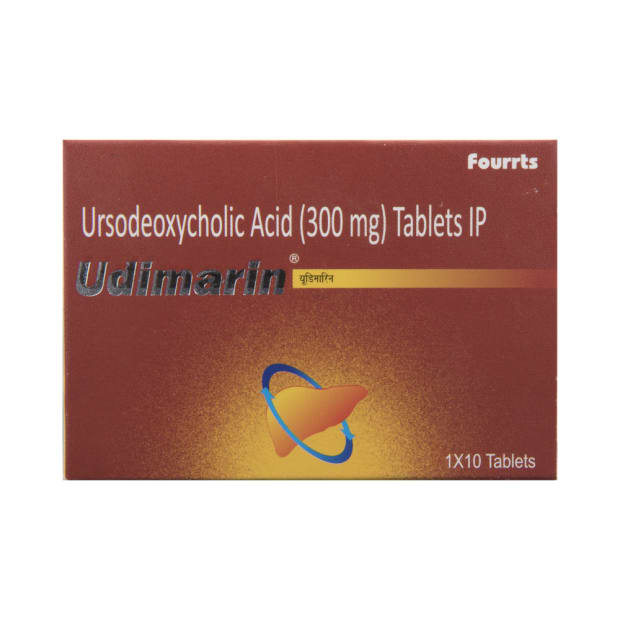 Fourrts
Ursodeoxycholic Acid (300 mg) Tablets IP
Udimarin®
यूडिमारिन
1X10 Tablets